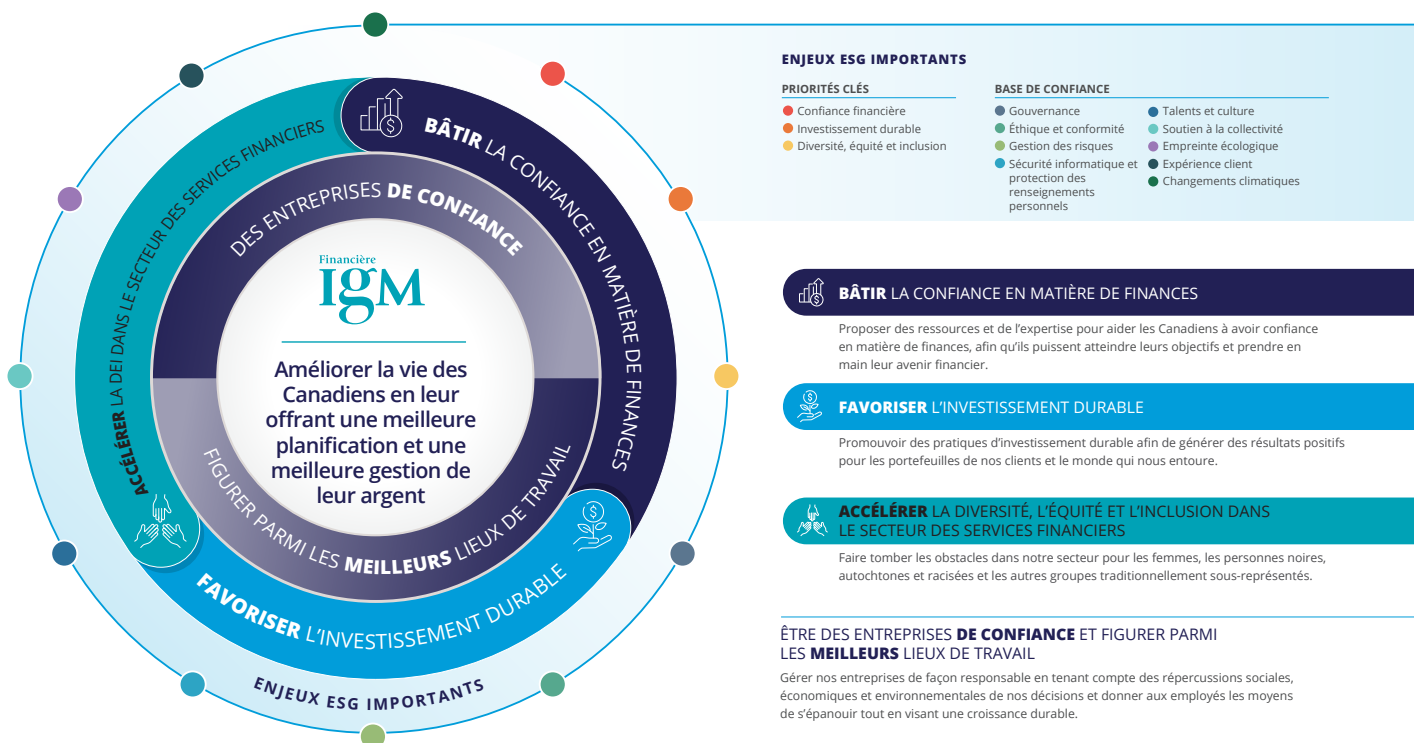 BÂTIR LA CONFIANCE EN MATIÈRE DE FINANCES
FAVORISER L'INVESTISSEMENT DURABLE
ACCÉLÉRER LA DEI DANS LE SECTEUR DES SERVICES FINANCIERS
DES ENTREPRISES DE CONFIANCE
FIGURER PARMI LES MEILLEURS LIEUX DE TRAVAIL
Financière
IGM
Améliorer la vie des
Canadiens en leur
offrant une meilleure
planification et une
meilleure gestion de
leur argent
ENJEUX ESG IMPORTANTS
ENJEUX ESG IMPORTANTS
PRIORITÉS CLÉS
Confiance financière
Investissement durable
Diversité, équité et inclusion
BASE DE CONFIANCE
Gouvernance
Éthique et conformité
Gestion des risques
Sécurité informatique et
protection des
renseignements
personnels
Talents et culture
Soutien à la collectivité
Empreinte écologique
Expérience client
Changements climatiques
BÂTIR LA CONFIANCE EN MATIÈRE DE FINANCES
Proposer des ressources et de l'expertise pour aider les Canadiens à avoir confiance
en matière de finances, afin qu'ils puissent atteindre leurs objectifs et prendre en
main leur avenir financier.
FAVORISER L'INVESTISSEMENT DURABLE
Promouvoir des pratiques d'investissement durable afin de générer des résultats positifs
pour les portefeuilles de nos clients et le monde qui nous entoure.
ACCÉLÉRER LA DIVERSITÉ, L'ÉQUITÉ ET L'INCLUSION DANS
LE SECTEUR DES SERVICES FINANCIERS
Faire tomber les obstacles dans notre secteur pour les femmes, les personnes noires,
autochtones et racisées et les autres groupes traditionnellement sous-représentés.
ÊTRE DES ENTREPRISES DE CONFIANCE ET FIGURER PARMI
LES MEILLEURS LIEUX DE TRAVAIL
Gérer nos entreprises de façon responsable en tenant compte des répercussions sociales,
économiques et environnementales de nos décisions et donner aux employés les moyens
de s'épanouir tout en visant une croissance durable.